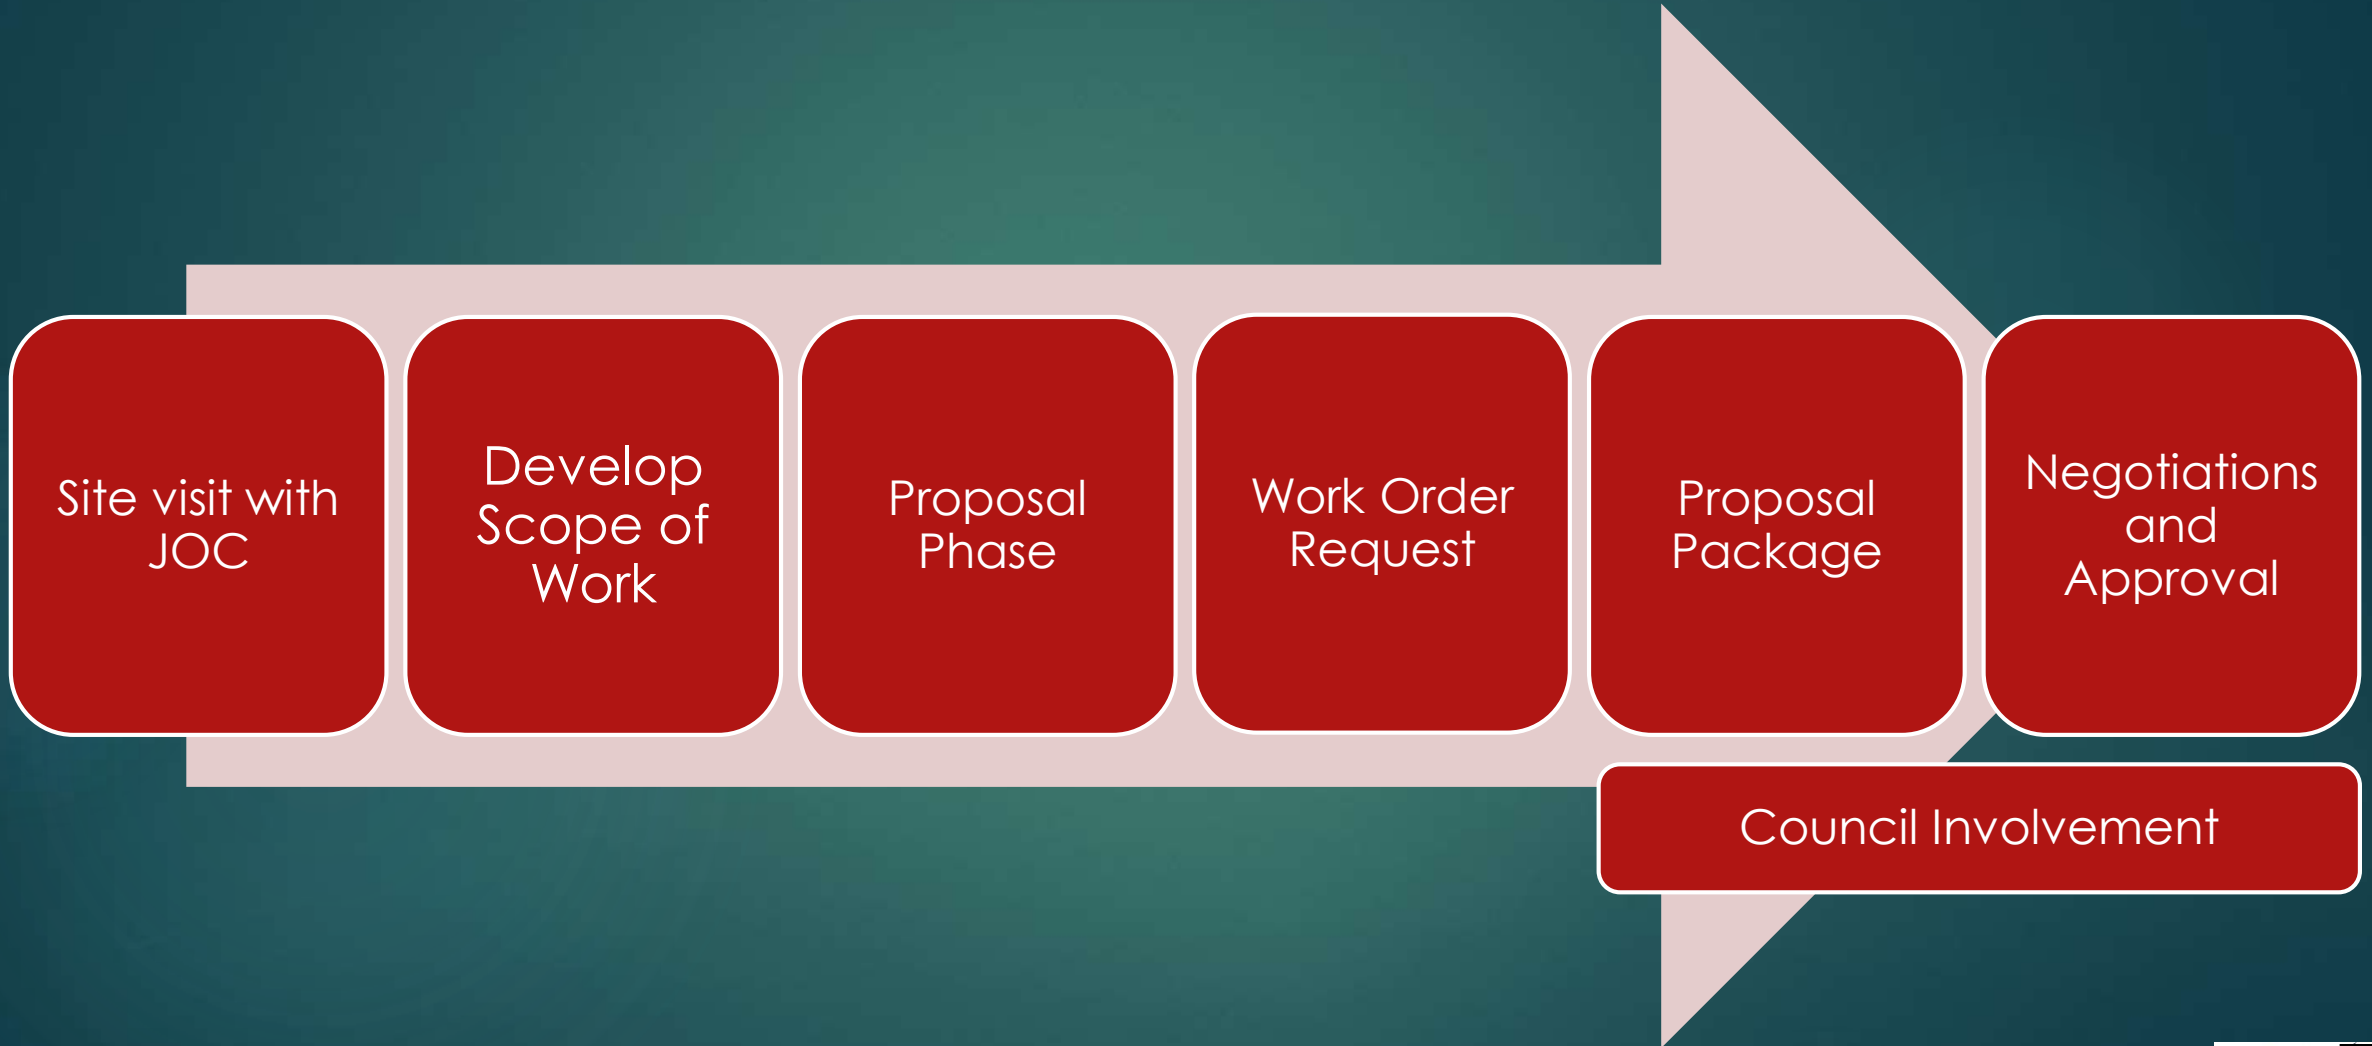 Site visit with
JOC
Develop
Scope of
Work
Proposal
Phase
Work Order
Request
Proposal
Package
Negotiations
and
Approval
Council Involvement